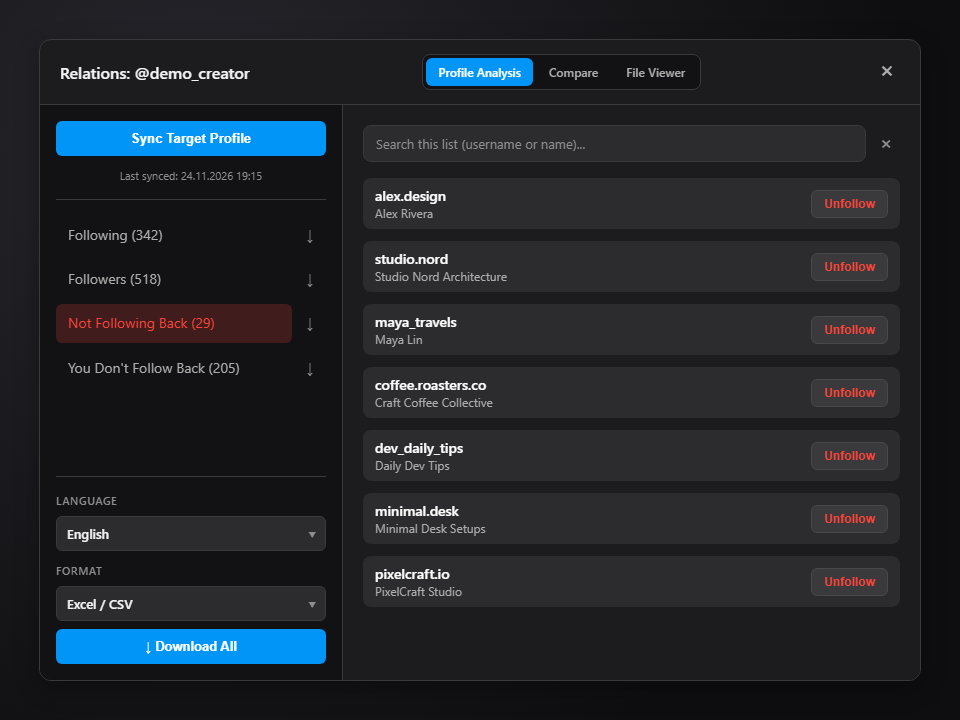 Relations: @demo_creator
Profile Analysis
Compare
File Viewer
✕
Sync Target Profile
Last synced: 24.11.2026 19:15
Following (342) ↓
Followers (518) ↓
Not Following Back (29) ↓
You Don't Follow Back (205) ↓
LANGUAGE
English ▼
FORMAT
Excel / CSV ▼
↓ Download All
Search this list (username or name)...
✕
alex.design
Alex Rivera
Unfollow
studio.nord
Studio Nord Architecture
Unfollow
maya_travels
Maya Lin
Unfollow
coffee.roasters.co
Craft Coffee Collective
Unfollow
dev_daily_tips
Daily Dev Tips
Unfollow
minimal.desk
Minimal Desk Setups
Unfollow
pixelcraft.io
PixelCraft Studio
Unfollow